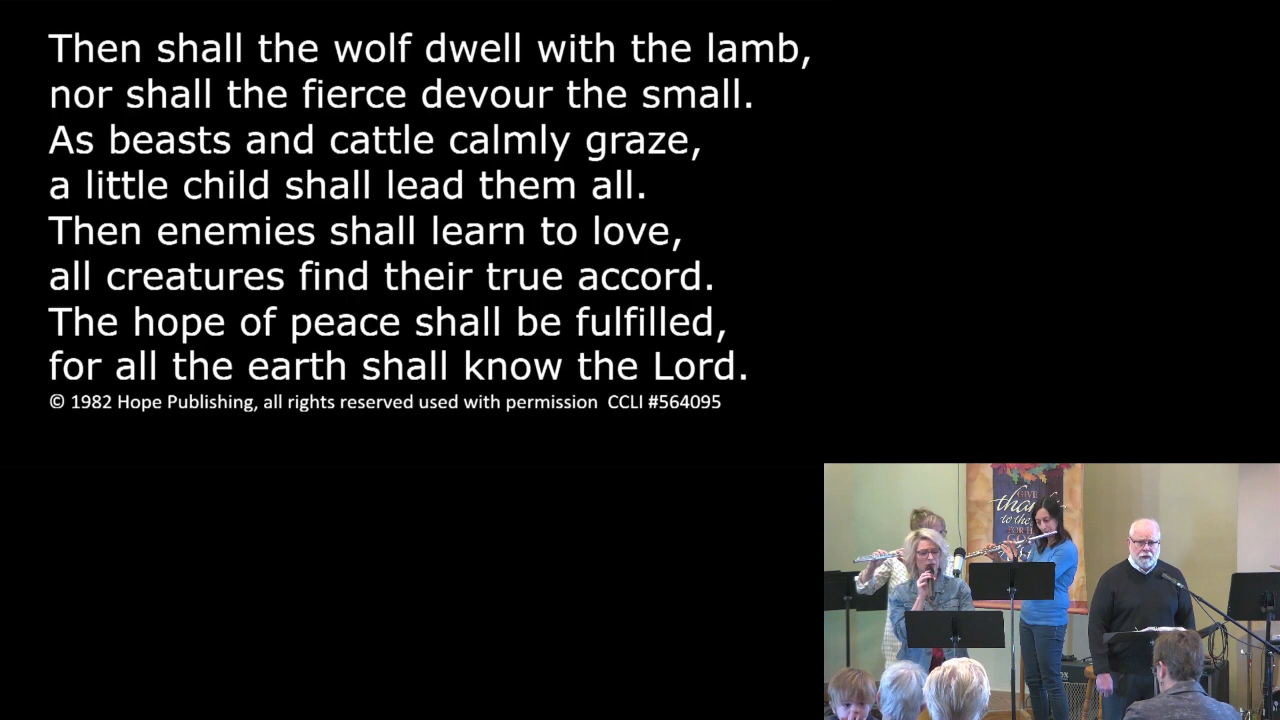 Then shall the wolf dwell with the lamb,
nor shall the fierce devour the small.
As beasts and cattle calmly graze,
a little child shall lead them all.
Then enemies shall learn to love,
all creatures find their true accord.
The hope of peace shall be fulfilled,
for all the earth shall know the Lord.
© 1982 Hope Publishing, all rights reserved used with permission  CCLI #564095
GIVE
to the